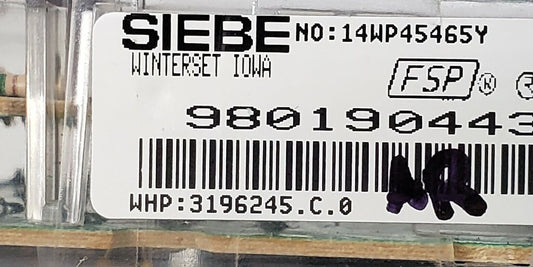 SIEBE NO:14WP45465Y
WINTERSET IOWA
FSP® ®
980190443
WHP:3196245.C.0